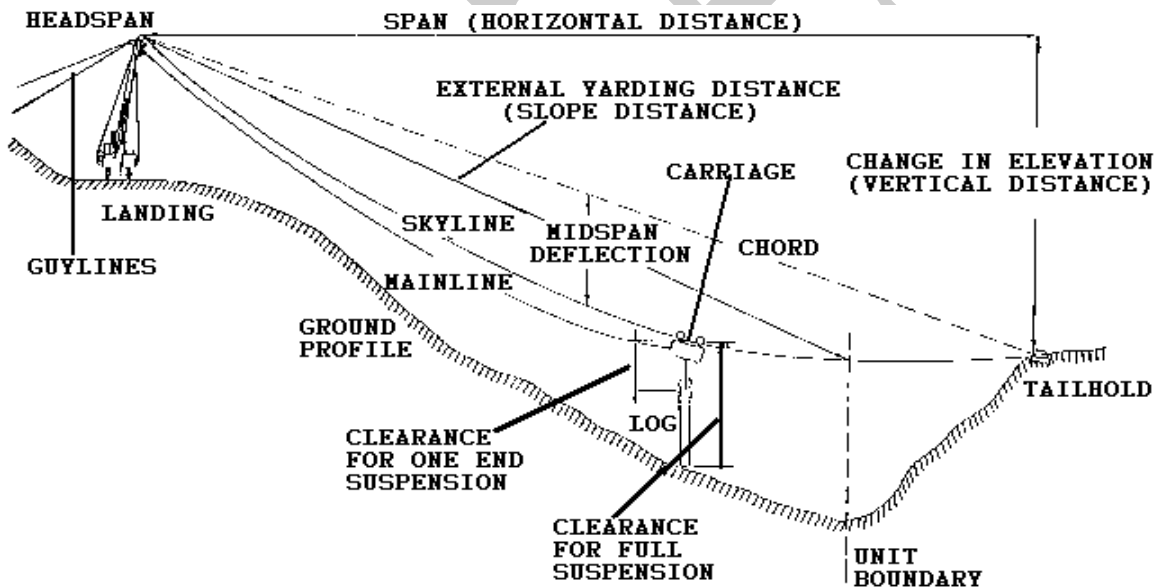 HEADSPAN
SPAN (HORIZONTAL DISTANCE)
EXTERNAL YARDING DISTANCE
(SLOPE DISTANCE)
CHANGE IN ELEVATION
(VERTICAL DISTANCE)
CARRIAGE
LANDING
SKYLINE
MIDSPAN
DEFLECTION
CHORD
GUYLINES
MAINLINE
GROUND
PROFILE
TAILHOLD
LOG
CLEARANCE
FOR ONE END
SUSPENSION
CLEARANCE
FOR FULL
SUSPENSION
UNIT
BOUNDARY